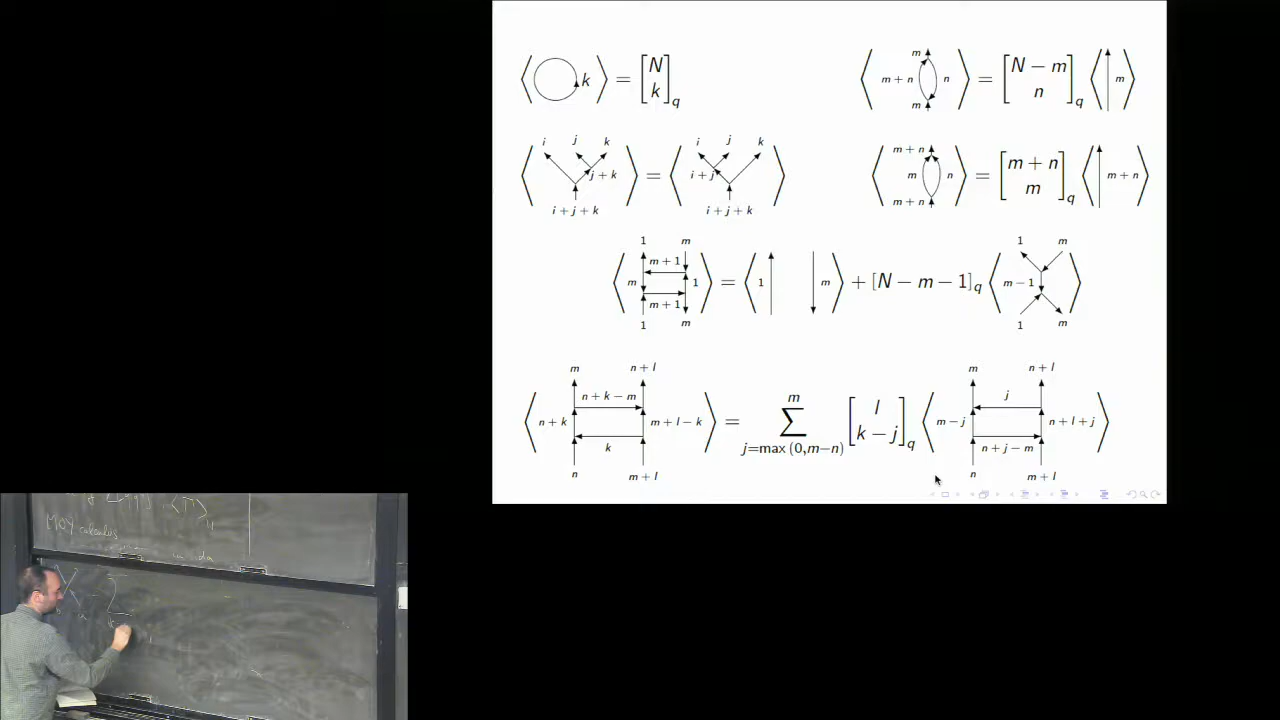 ⟨ k ⟩ = [N k]_q
⟨ m m + n n m ⟩ = [N − m n]_q ⟨ m ⟩
⟨ i j k j + k i + j + k ⟩ = ⟨ i j k i + j i + j + k ⟩
⟨ m + n m n m + n ⟩ = [m + n m]_q ⟨ m + n ⟩
⟨ 1 m m + 1 m 1 m + 1 1 m ⟩ = ⟨ 1 m ⟩ + [N − m − 1]_q ⟨ 1 m m − 1 1 m ⟩
⟨ m n + l n + k − m n + k m + l − k k n m + l ⟩ = ∑_{j=max (0,m−n)}^{m} [l k − j]_q ⟨ m n + l j m − j n + l + j n + j − m n m + l ⟩
MOY calculus